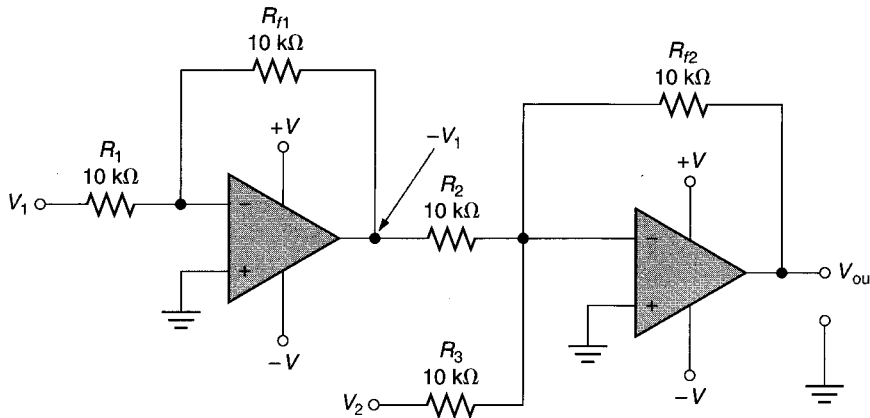 R_f1
10 kΩ
R_f2
10 kΩ
+V
−V_1
+V
R_1
10 kΩ
R_2
10 kΩ
V_1
−
−
+
V_ou
+
−V
R_3
10 kΩ
−V
V_2